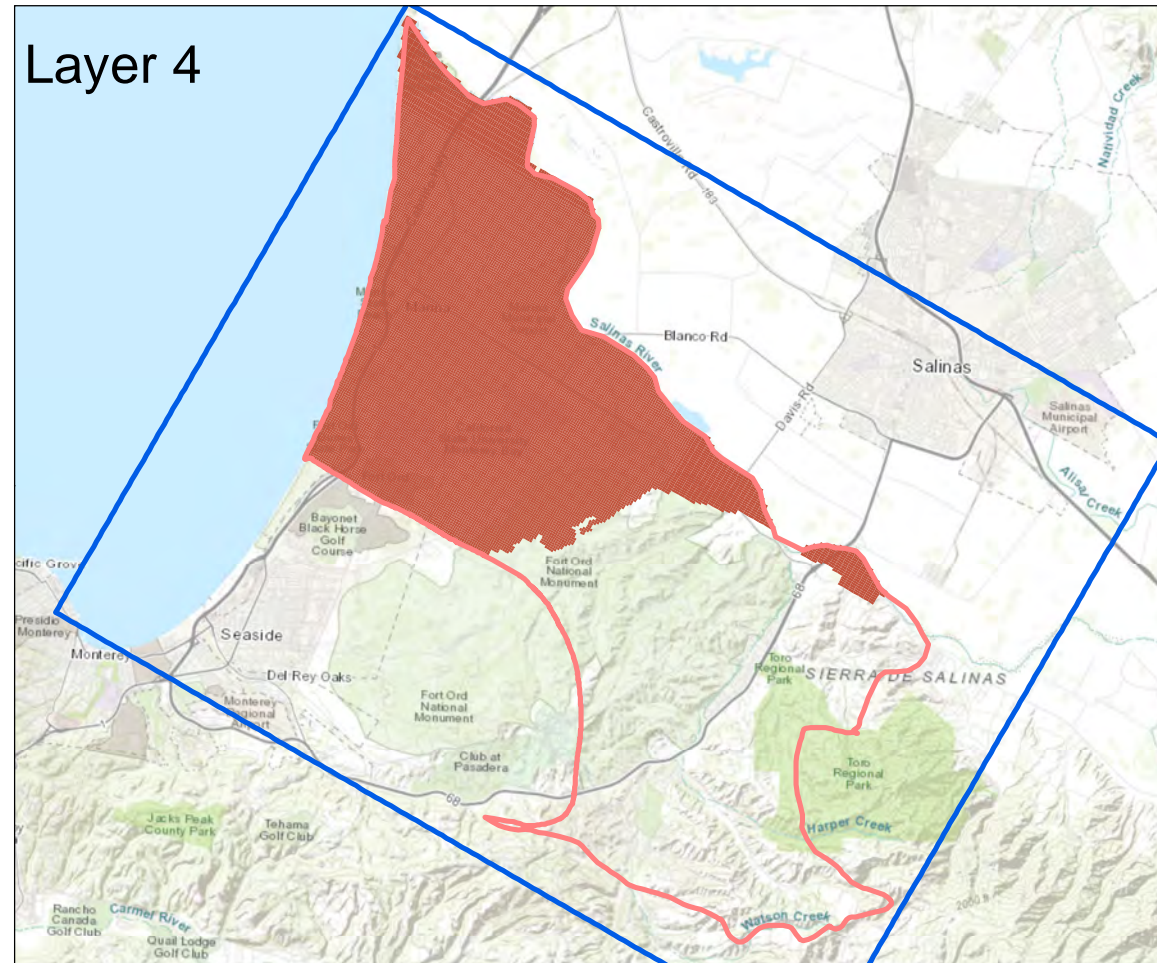 Layer 4
Natividad Creek
Castroville Rd
183
Salinas River
Blanco Rd
Salinas
Davis Rd
Salinas
Municipal
Airport
Alisal Creek
Bayonet
Black Horse
Golf
Course
Fort Ord
National
Monument
68
cific Grove
Presidio
Monterey
Monterey
Seaside
Del Rey Oaks
Toro
Regional
Park
SIERRA DE SALINAS
Fort Ord
National
Monument
Monterey
Regional
Airport
Club at
Pasadera
Toro
Regional
Park
1
68
Jacks Peak
County Park
Tehama
Golf Club
Harper Creek
2000 ft
Rancho
Canada
Golf Club
Carmel River
Watson Creek
Quail Lodge
Golf Club